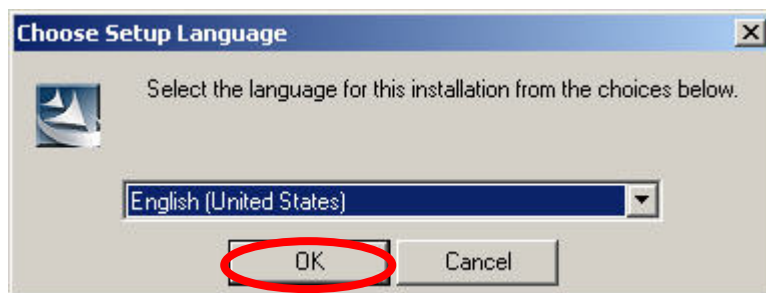 Choose Setup Language
Select the language for this installation from the choices below.
English (United States)
OK
Cancel